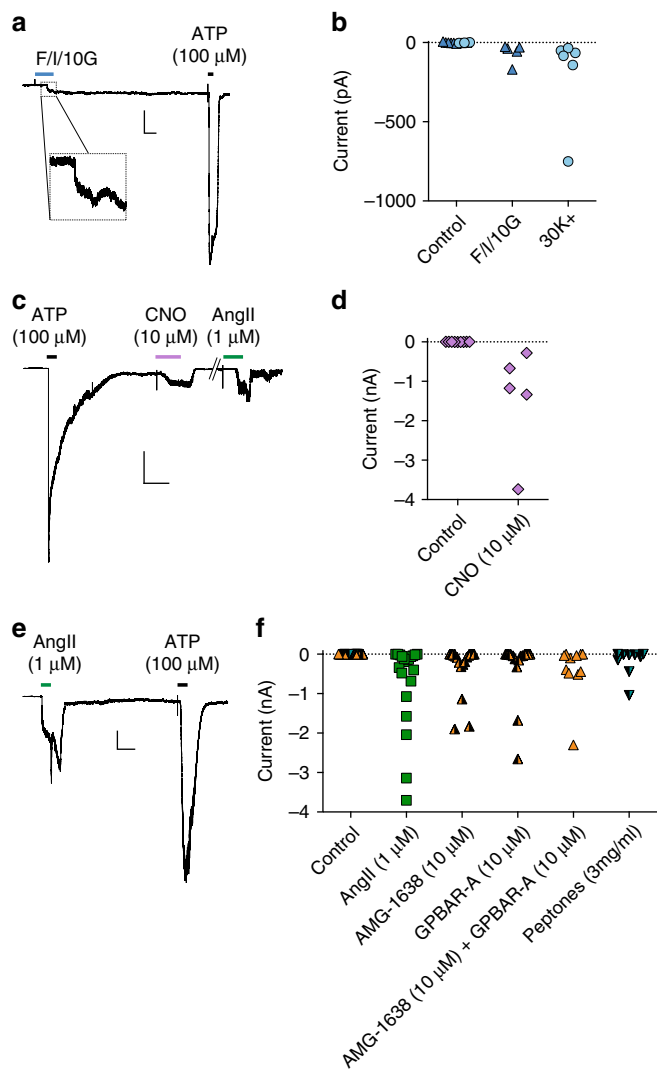 a
F/I/10G
ATP
(100 μM)
b
Current (pA)
0
−500
−1000
Control
F/I/10G
30K+
c
ATP
(100 μM)
CNO
(10 μM)
AngII
(1 μM)
d
Current (nA)
0
−1
−2
−3
−4
Control
CNO (10 μM)
e
AngII
(1 μM)
ATP
(100 μM)
f
Current (nA)
0
−1
−2
−3
−4
Control
AngII (1 μM)
AMG-1638 (10 μM)
GPBAR-A (10 μM)
AMG-1638 (10 μM) + GPBAR-A (10 μM)
Peptones (3mg/ml)